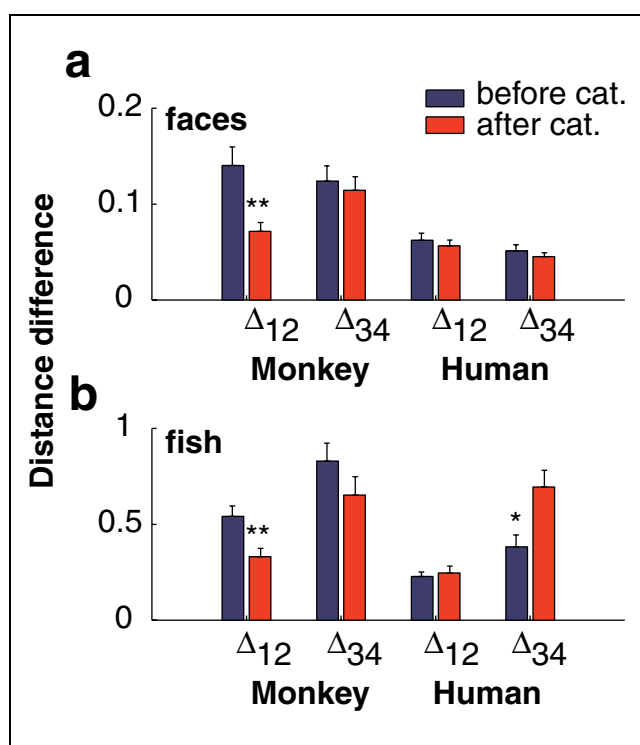 a
before cat.
after cat.
0.2
faces
**
0.1
0
Δ12 Δ34 Δ12 Δ34
Monkey Human
Distance difference
b
1
fish
**
*
0.5
0
Δ12 Δ34 Δ12 Δ34
Monkey Human